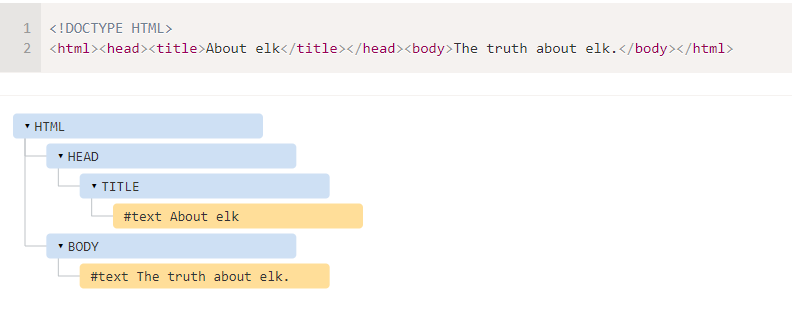 1 <!DOCTYPE HTML>
2 <html><head><title>About elk</title></head><body>The truth about elk.</body></html>
▾ HTML
▾ HEAD
▾ TITLE
#text About elk
▾ BODY
#text The truth about elk.